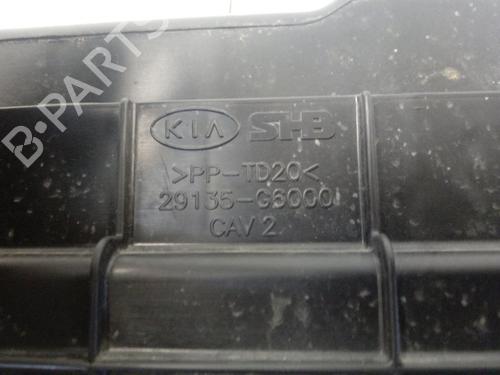 B-PARTS
KIA SHB
>PP-TD20<
29135-G6000
CAV 2